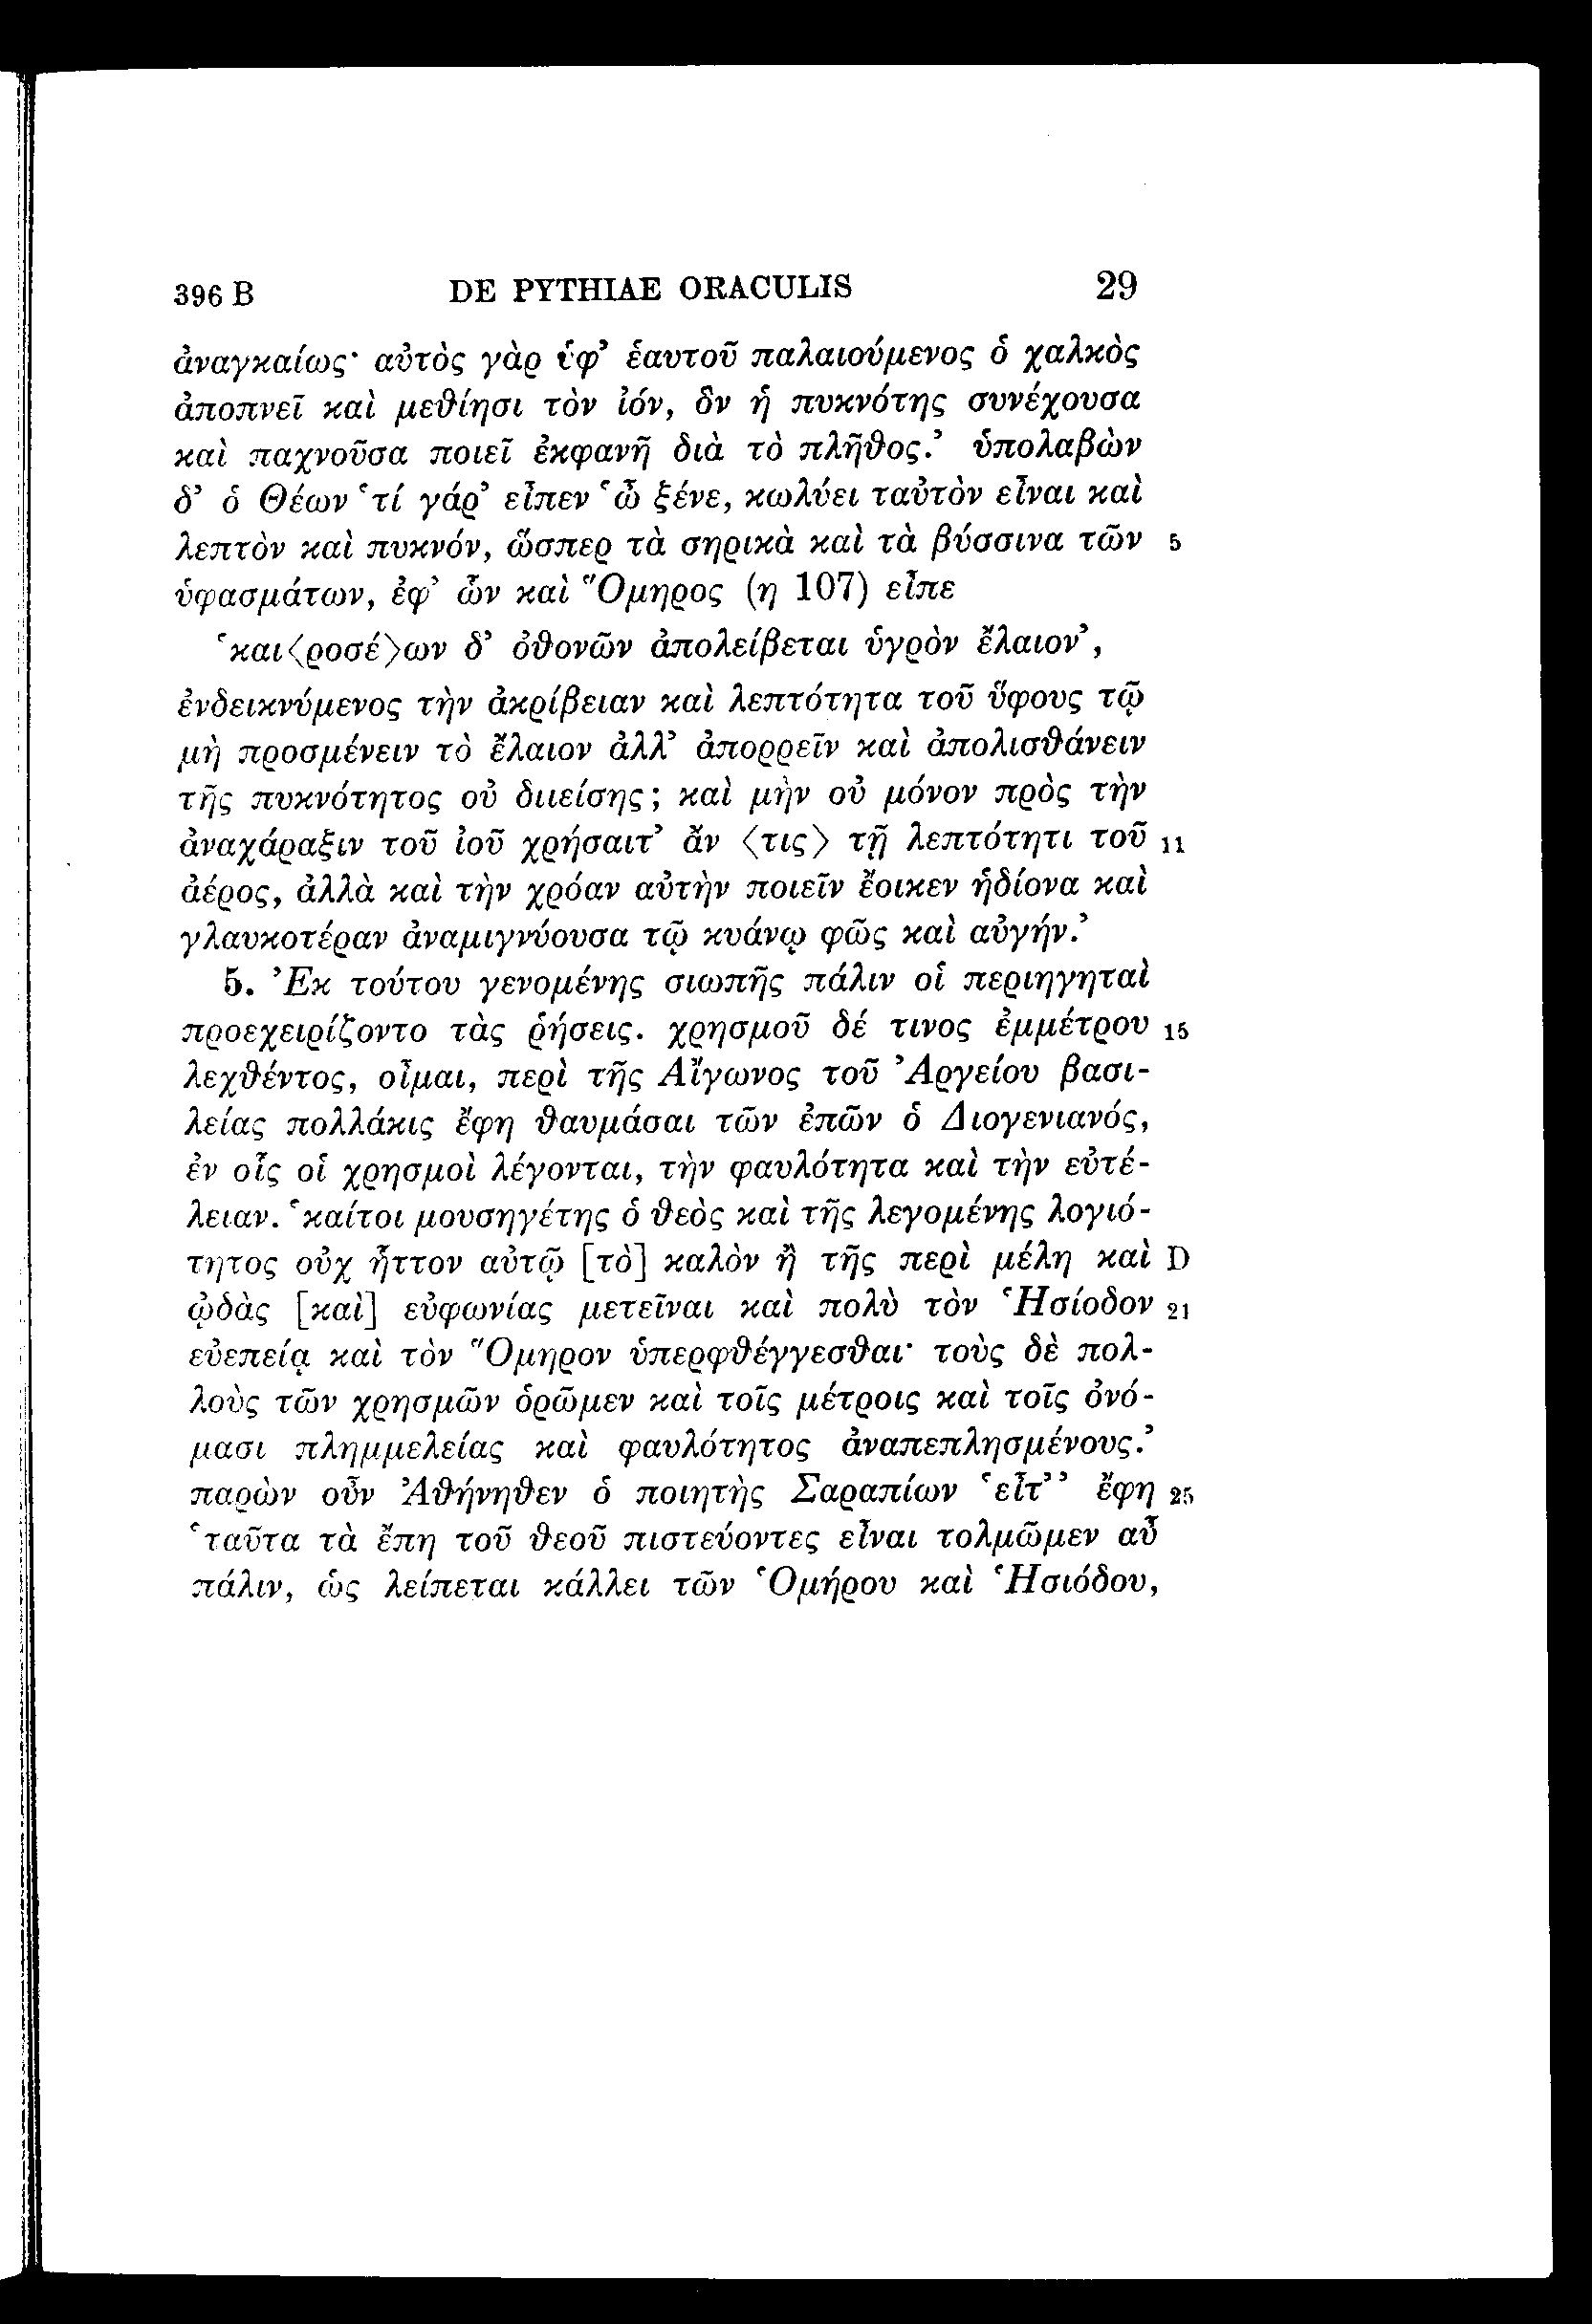 396 B DE PYTHIAE ORACULIS 29
ἀναγκαίως· αὐτὸς γὰρ ὑφ’ ἑαυτοῦ παλαιούμενος ὁ χαλκὸς
ἀποπνεῖ καὶ μεθίησι τὸν ἰόν, ὃν ἡ πυκνότης συνέχουσα
καὶ παχνοῦσα ποιεῖ ἐκφανῆ διὰ τὸ πλῆθος.’ ὑπολαβὼν
δ’ ὁ Θέων ‘τί γάρ’ εἶπεν ‘ὦ ξένε, κωλύει ταὐτὸν εἶναι καὶ
λεπτὸν καὶ πυκνόν, ὥσπερ τὰ σηρικὰ καὶ τὰ βύσσινα τῶν 5
ὑφασμάτων, ἐφ’ ὧν καὶ Ὅμηρος (η 107) εἶπε
‘και⟨ροσέ⟩ων δ’ ὀθονῶν ἀπολείβεται ὑγρὸν ἔλαιον’,
ἐνδεικνύμενος τὴν ἀκρίβειαν καὶ λεπτότητα τοῦ ὕφους τῷ
μὴ προσμένειν τὸ ἔλαιον ἀλλ’ ἀπορρεῖν καὶ ἀπολισθάνειν
τῆς πυκνότητος οὐ διιείσης; καὶ μὴν οὐ μόνον πρὸς τὴν
ἀναχάραξιν τοῦ ἰοῦ χρήσαιτ’ ἄν ⟨τις⟩ τῇ λεπτότητι τοῦ 11
ἀέρος, ἀλλὰ καὶ τὴν χρόαν αὐτὴν ποιεῖν ἔοικεν ἡδίονα καὶ
γλαυκοτέραν ἀναμιγνύουσα τῷ κυάνῳ φῶς καὶ αὐγήν.’
5. Ἐκ τούτου γενομένης σιωπῆς πάλιν οἱ περιηγηταὶ
προεχειρίζοντο τὰς ῥήσεις. χρησμοῦ δέ τινος ἐμμέτρου 15
λεχθέντος, οἶμαι, περὶ τῆς Αἴγωνος τοῦ Ἀργείου βασι-
λείας πολλάκις ἔφη θαυμάσαι τῶν ἐπῶν ὁ Διογενιανός,
ἐν οἷς οἱ χρησμοὶ λέγονται, τὴν φαυλότητα καὶ τὴν εὐτέ-
λειαν. ‘καίτοι μουσηγέτης ὁ θεὸς καὶ τῆς λεγομένης λογιό-
τητος οὐχ ἧττον αὐτῷ [τὸ] καλὸν ἢ τῆς περὶ μέλη καὶ D
ᾠδὰς [καὶ] εὐφωνίας μετεῖναι καὶ πολὺ τὸν Ἡσίοδον 21
εὐεπείᾳ καὶ τὸν Ὅμηρον ὑπερφθέγγεσθαι· τοὺς δὲ πολ-
λοὺς τῶν χρησμῶν ὁρῶμεν καὶ τοῖς μέτροις καὶ τοῖς ὀνό-
μασι πλημμελείας καὶ φαυλότητος ἀναπεπλησμένους.’
παρὼν οὖν Ἀθήνηθεν ὁ ποιητὴς Σαραπίων ‘εἶτ’’ ἔφη 25
‘ταῦτα τὰ ἔπη τοῦ θεοῦ πιστεύοντες εἶναι τολμῶμεν αὖ
πάλιν, ὡς λείπεται κάλλει τῶν Ὁμήρου καὶ Ἡσιόδου,